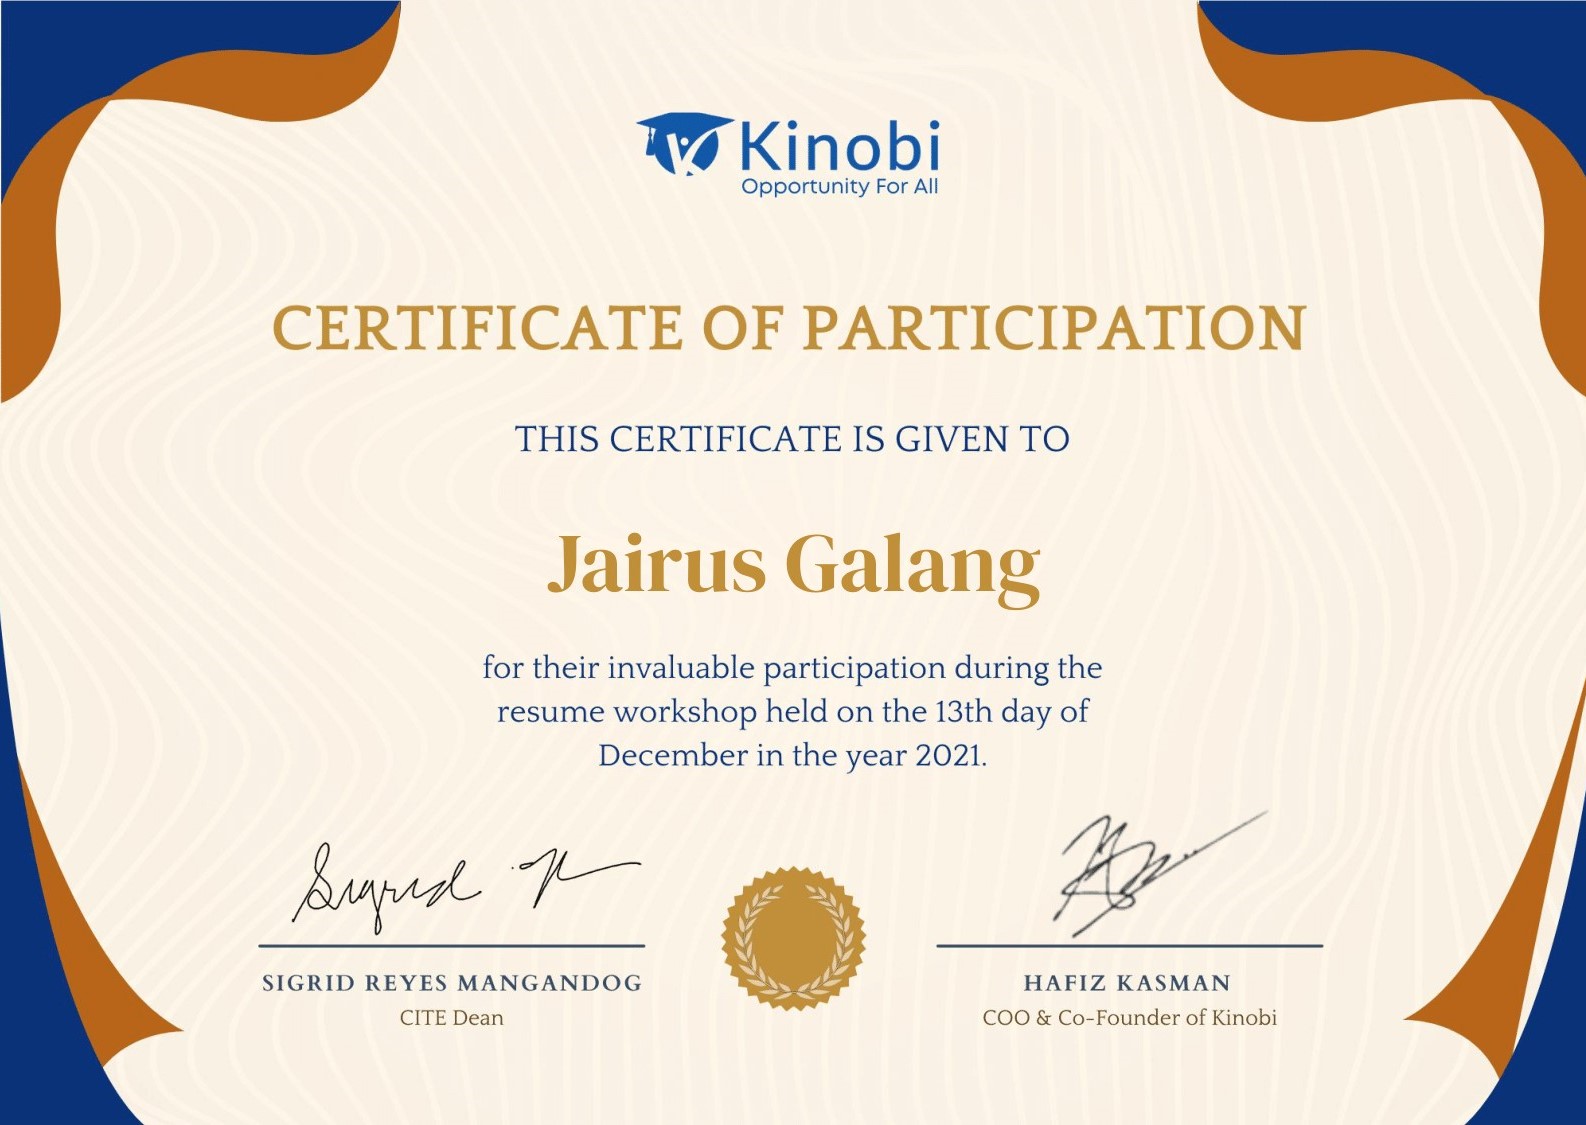 Kinobi
Opportunity For All
CERTIFICATE OF PARTICIPATION
THIS CERTIFICATE IS GIVEN TO
Jairus Galang
for their invaluable participation during the
resume workshop held on the 13th day of
December in the year 2021.
Sigrid
SIGRID REYES MANGANDOG
CITE Dean
HAFIZ KASMAN
COO & Co-Founder of Kinobi